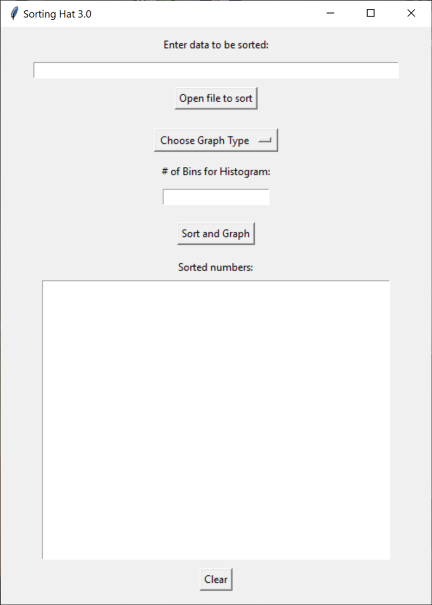 Sorting Hat 3.0
Enter data to be sorted:
Open file to sort
Choose Graph Type
# of Bins for Histogram:
Sort and Graph
Sorted numbers:
Clear